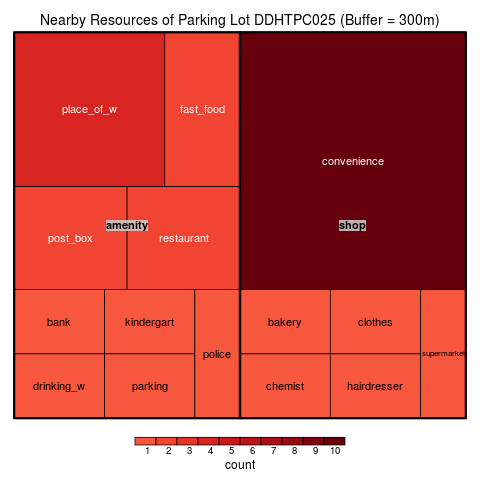 Nearby Resources of Parking Lot DDHTPC025 (Buffer = 300m)
place_of_w
fast_food
convenience
amenity
shop
post_box
restaurant
bank
kindergart
police
bakery
clothes
supermarket
drinking_w
parking
chemist
hairdresser
1 2 3 4 5 6 7 8 9 10
count